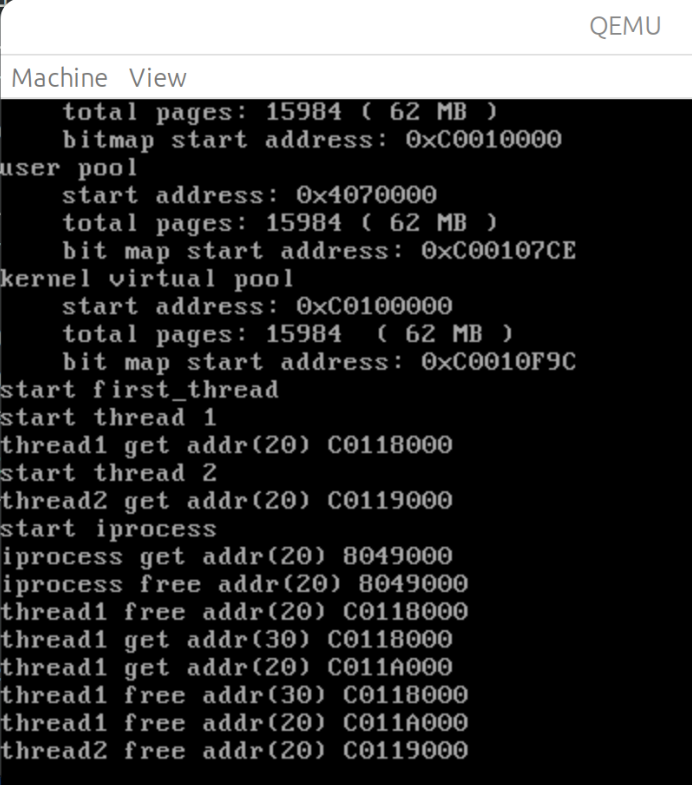 QEMU
Machine View
total pages: 15984 ( 62 MB )
bitmap start address: 0xC0010000
user pool
start address: 0x4070000
total pages: 15984 ( 62 MB )
bit map start address: 0xC00107CE
kernel virtual pool
start address: 0xC0100000
total pages: 15984  ( 62 MB )
bit map start address: 0xC0010F9C
start first_thread
start thread 1
thread1 get addr(20) C0118000
start thread 2
thread2 get addr(20) C0119000
start iprocess
iprocess get addr(20) 8049000
iprocess free addr(20) 8049000
thread1 free addr(20) C0118000
thread1 get addr(30) C0118000
thread1 get addr(20) C011A000
thread1 free addr(30) C0118000
thread1 free addr(20) C011A000
thread2 free addr(20) C0119000